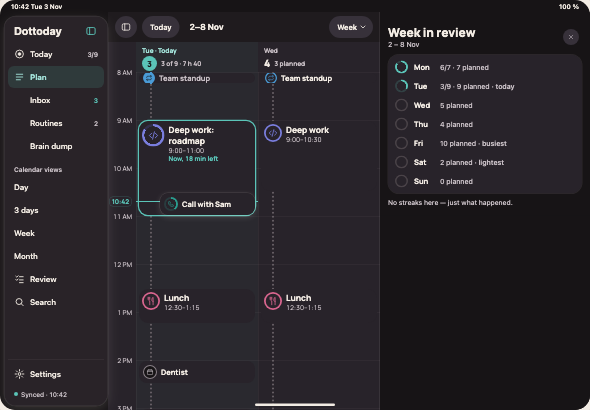 10:42 Tue 3 Nov
100 %
Dottoday
Today 3/9
Plan
Inbox 3
Routines 2
Brain dump
Calendar views
Day
3 days
Week
Month
Review
Search
Settings
Synced · 10:42
Today
2–8 Nov
Week
Tue · Today
3 3 of 9 · 7 h 40
Wed
4 3 planned
8 AM
Team standup
Team standup
9 AM
Deep work:
roadmap
9:00–11:00
Now, 18 min left
Deep work
9:00–10:30
10 AM
10:42
Call with Sam
11 AM
12 PM
Lunch
12:30–1:15
Lunch
12:30–1:15
1 PM
2 PM
Dentist
3 PM
Week in review
2 – 8 Nov
Mon 6/7 · 7 planned
Tue 3/9 · 9 planned · today
Wed 5 planned
Thu 4 planned
Fri 10 planned · busiest
Sat 2 planned · lightest
Sun 0 planned
No streaks here — just what happened.